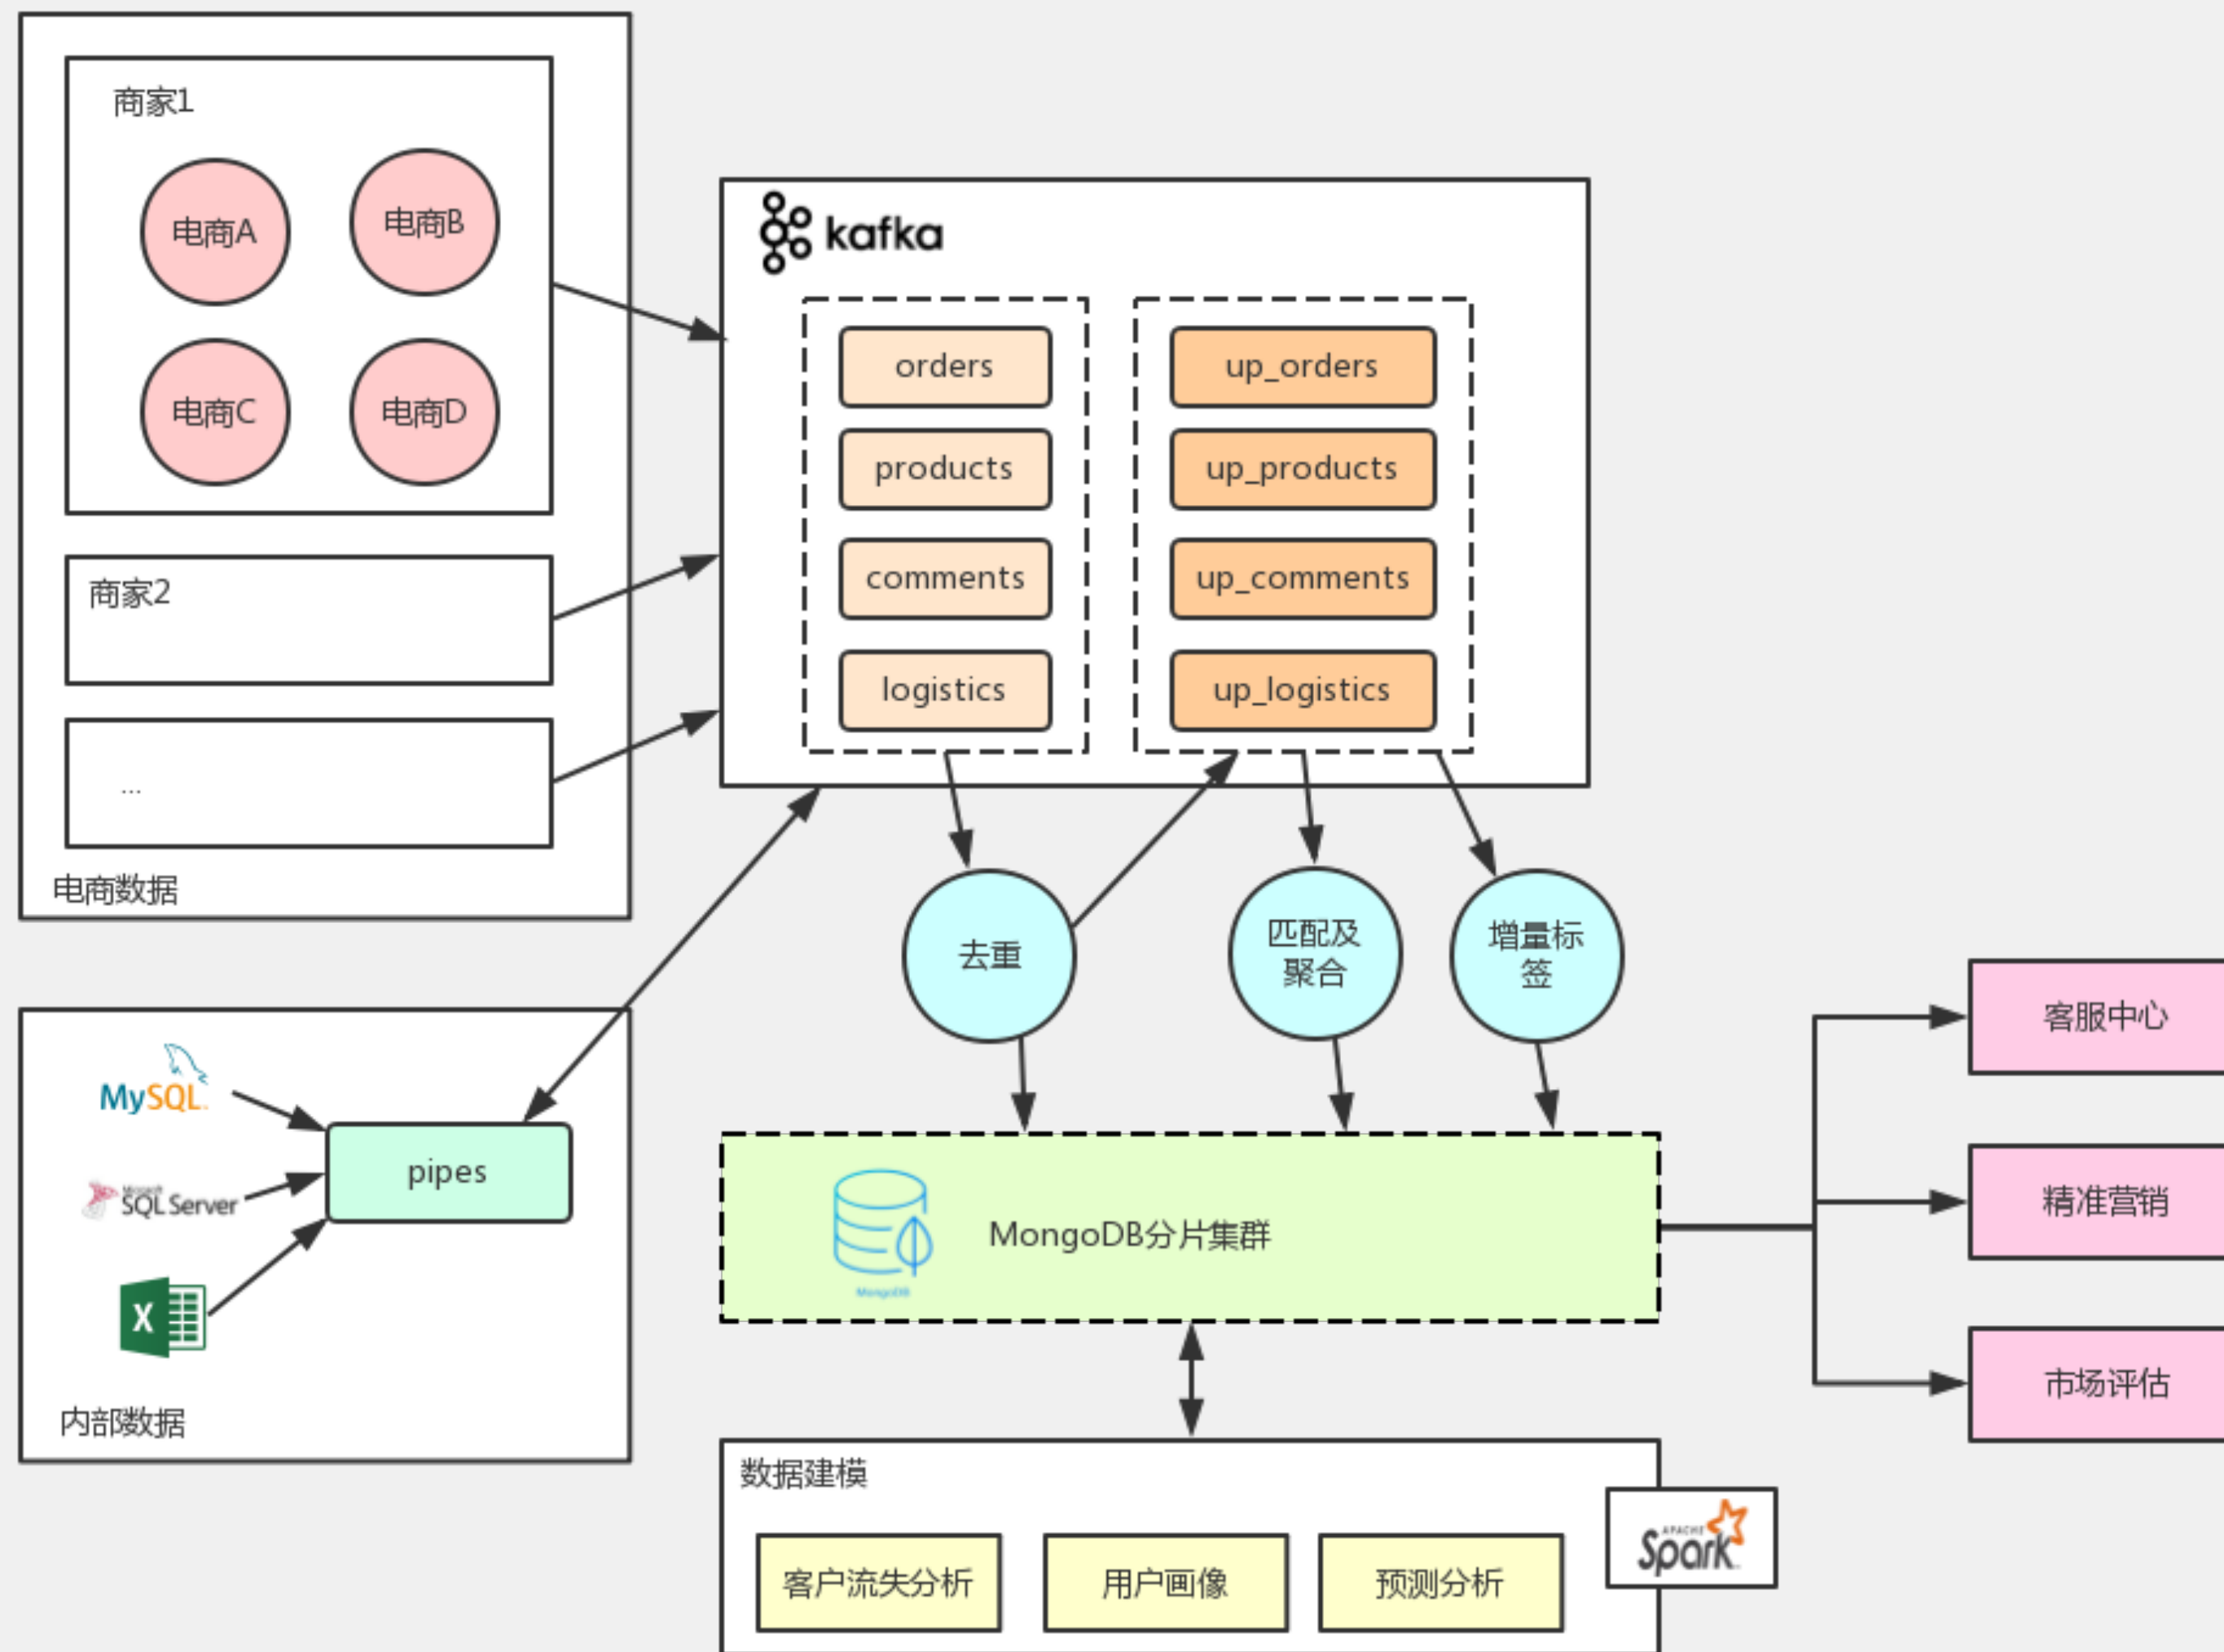 商家1
电商A
电商B
电商C
电商D
商家2
...
电商数据
kafka
orders
products
comments
logistics
up_orders
up_products
up_comments
up_logistics
去重
匹配及
聚合
增量标
签
MySQL
Microsoft
SQL Server
X
pipes
内部数据
MongoDB
MongoDB分片集群
客服中心
精准营销
市场评估
数据建模
客户流失分析
用户画像
预测分析
APACHE
Spark